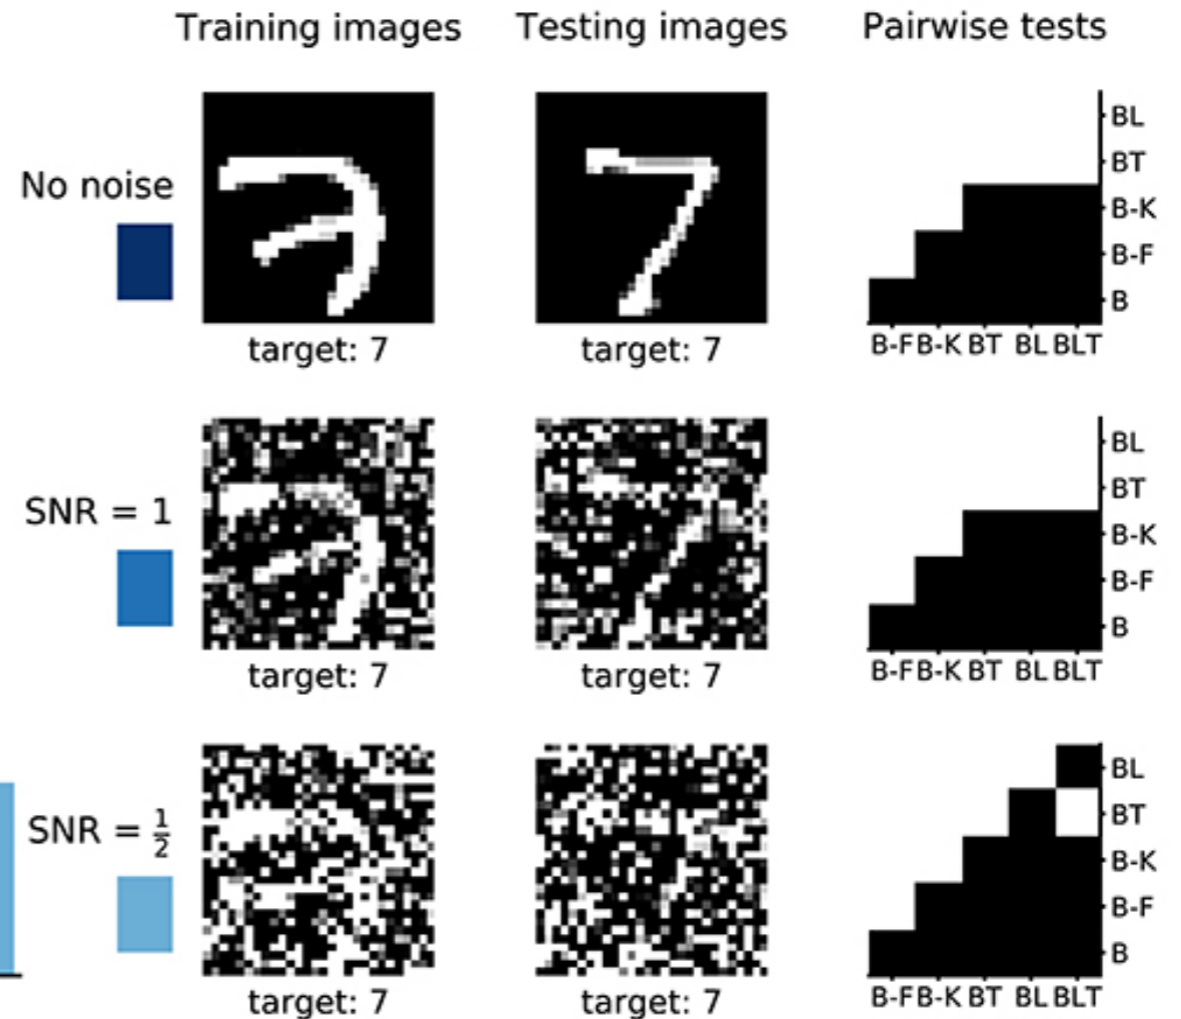 Training images Testing images Pairwise tests
No noise
target: 7 target: 7
BL
BT
B-K
B-F
B
B-F B-K BT BL BLT
SNR = 1
target: 7 target: 7
BL
BT
B-K
B-F
B
B-F B-K BT BL BLT
SNR = 1/2
target: 7 target: 7
BL
BT
B-K
B-F
B
B-F B-K BT BL BLT